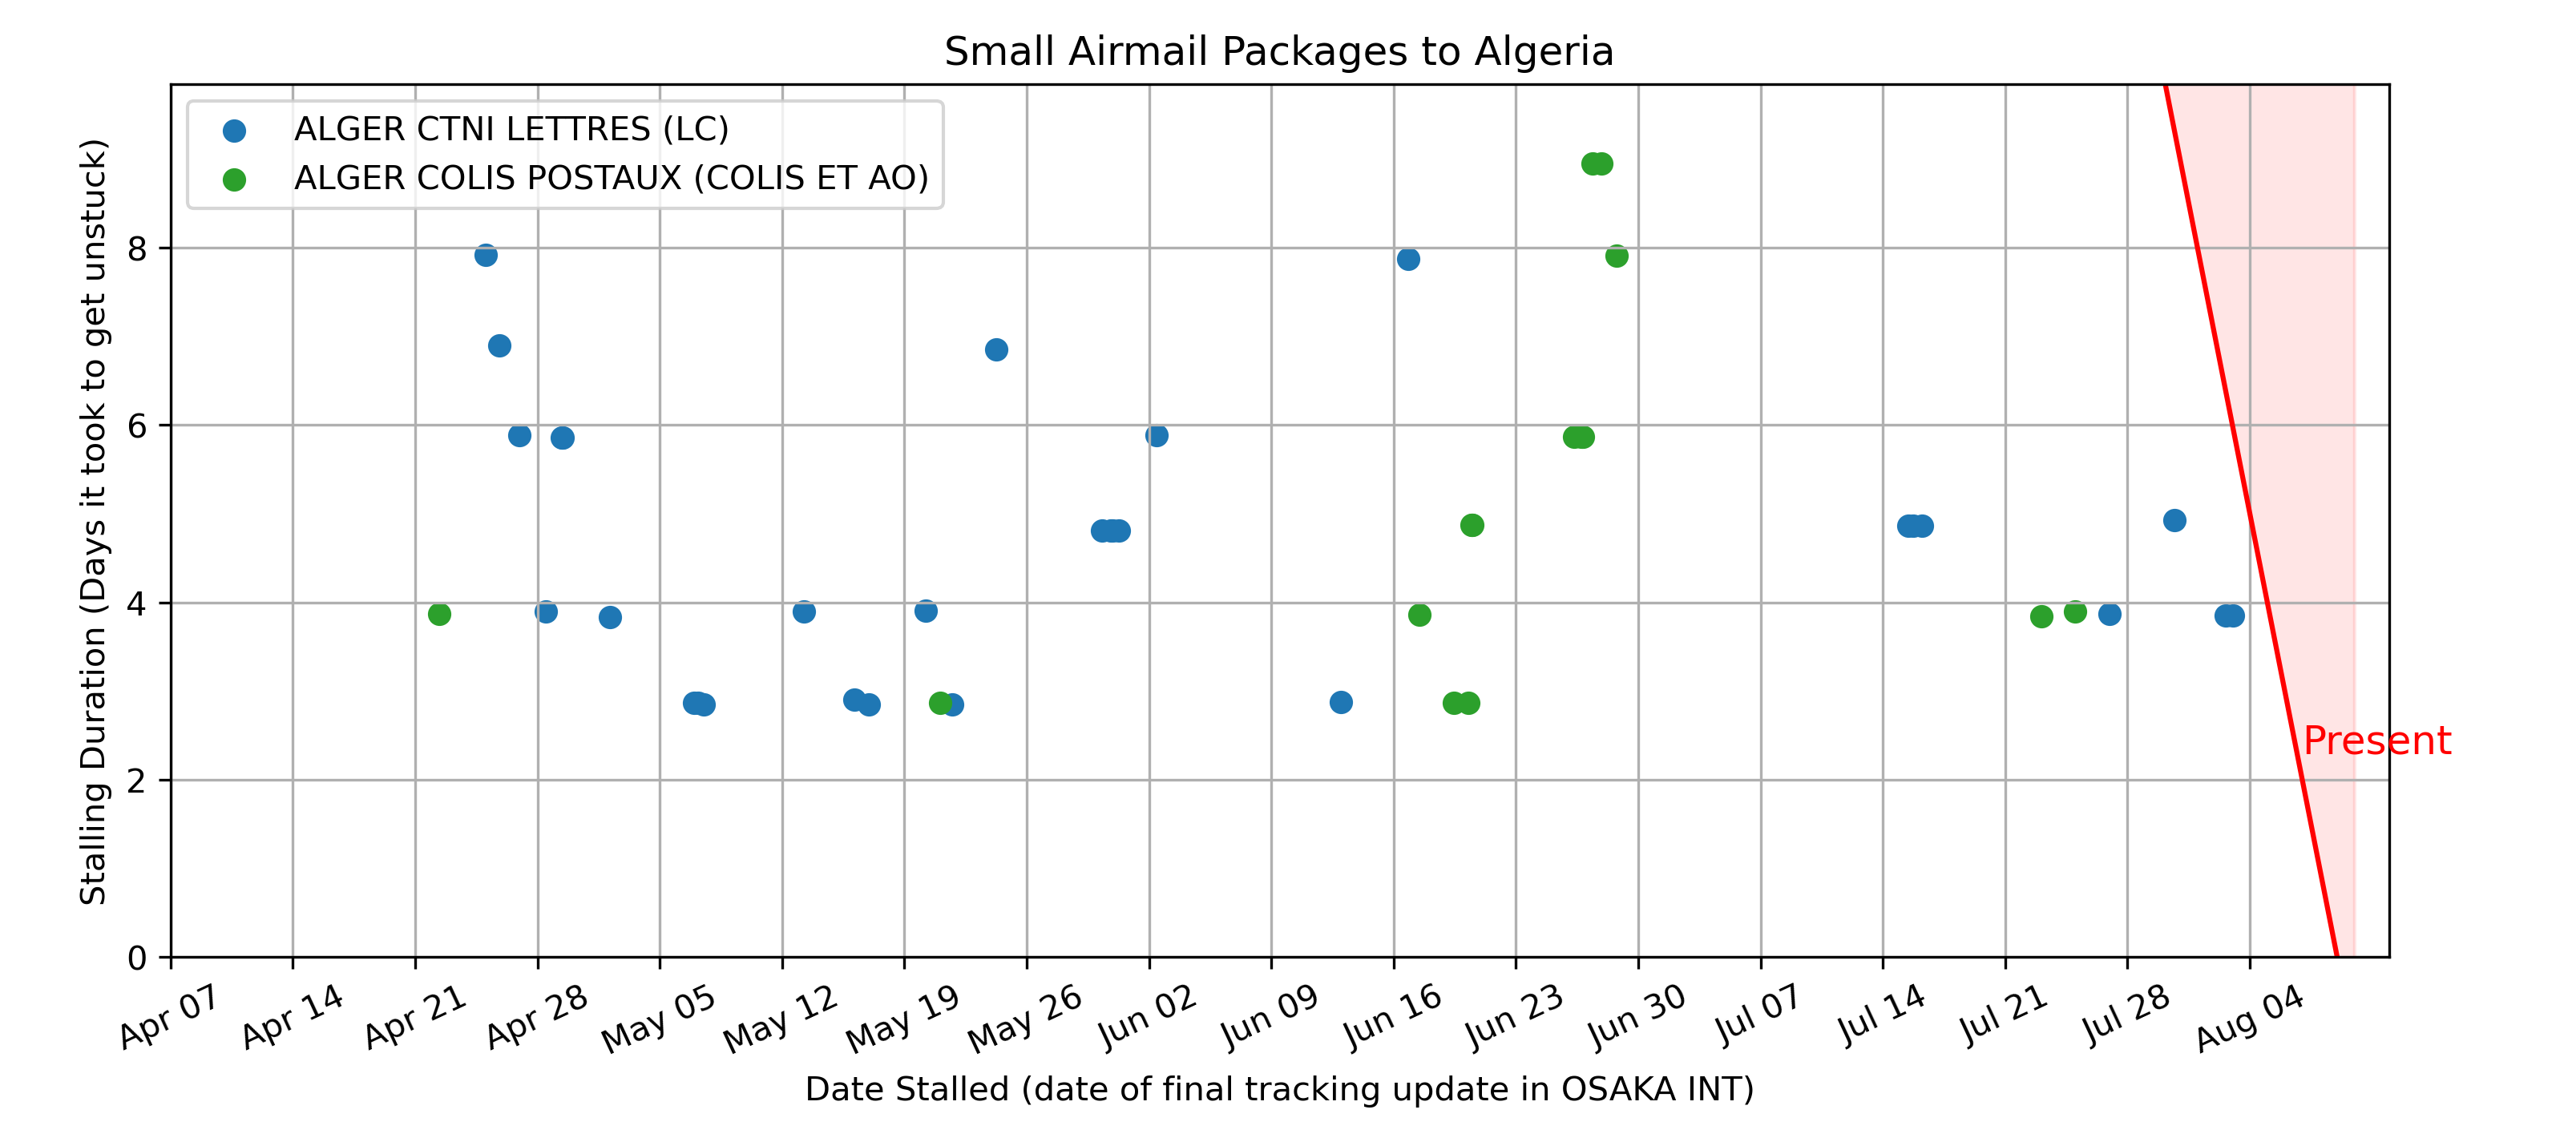 Small Airmail Packages to Algeria
ALGER CTNI LETTRES (LC)
ALGER COLIS POSTAUX (COLIS ET AO)
Stalling Duration (Days it took to get unstuck)
8
6
4
2
0
Present
Apr 07
Apr 14
Apr 21
Apr 28
May 05
May 12
May 19
May 26
Jun 02
Jun 09
Jun 16
Jun 23
Jun 30
Jul 07
Jul 14
Jul 21
Jul 28
Aug 04
Date Stalled (date of final tracking update in OSAKA INT)